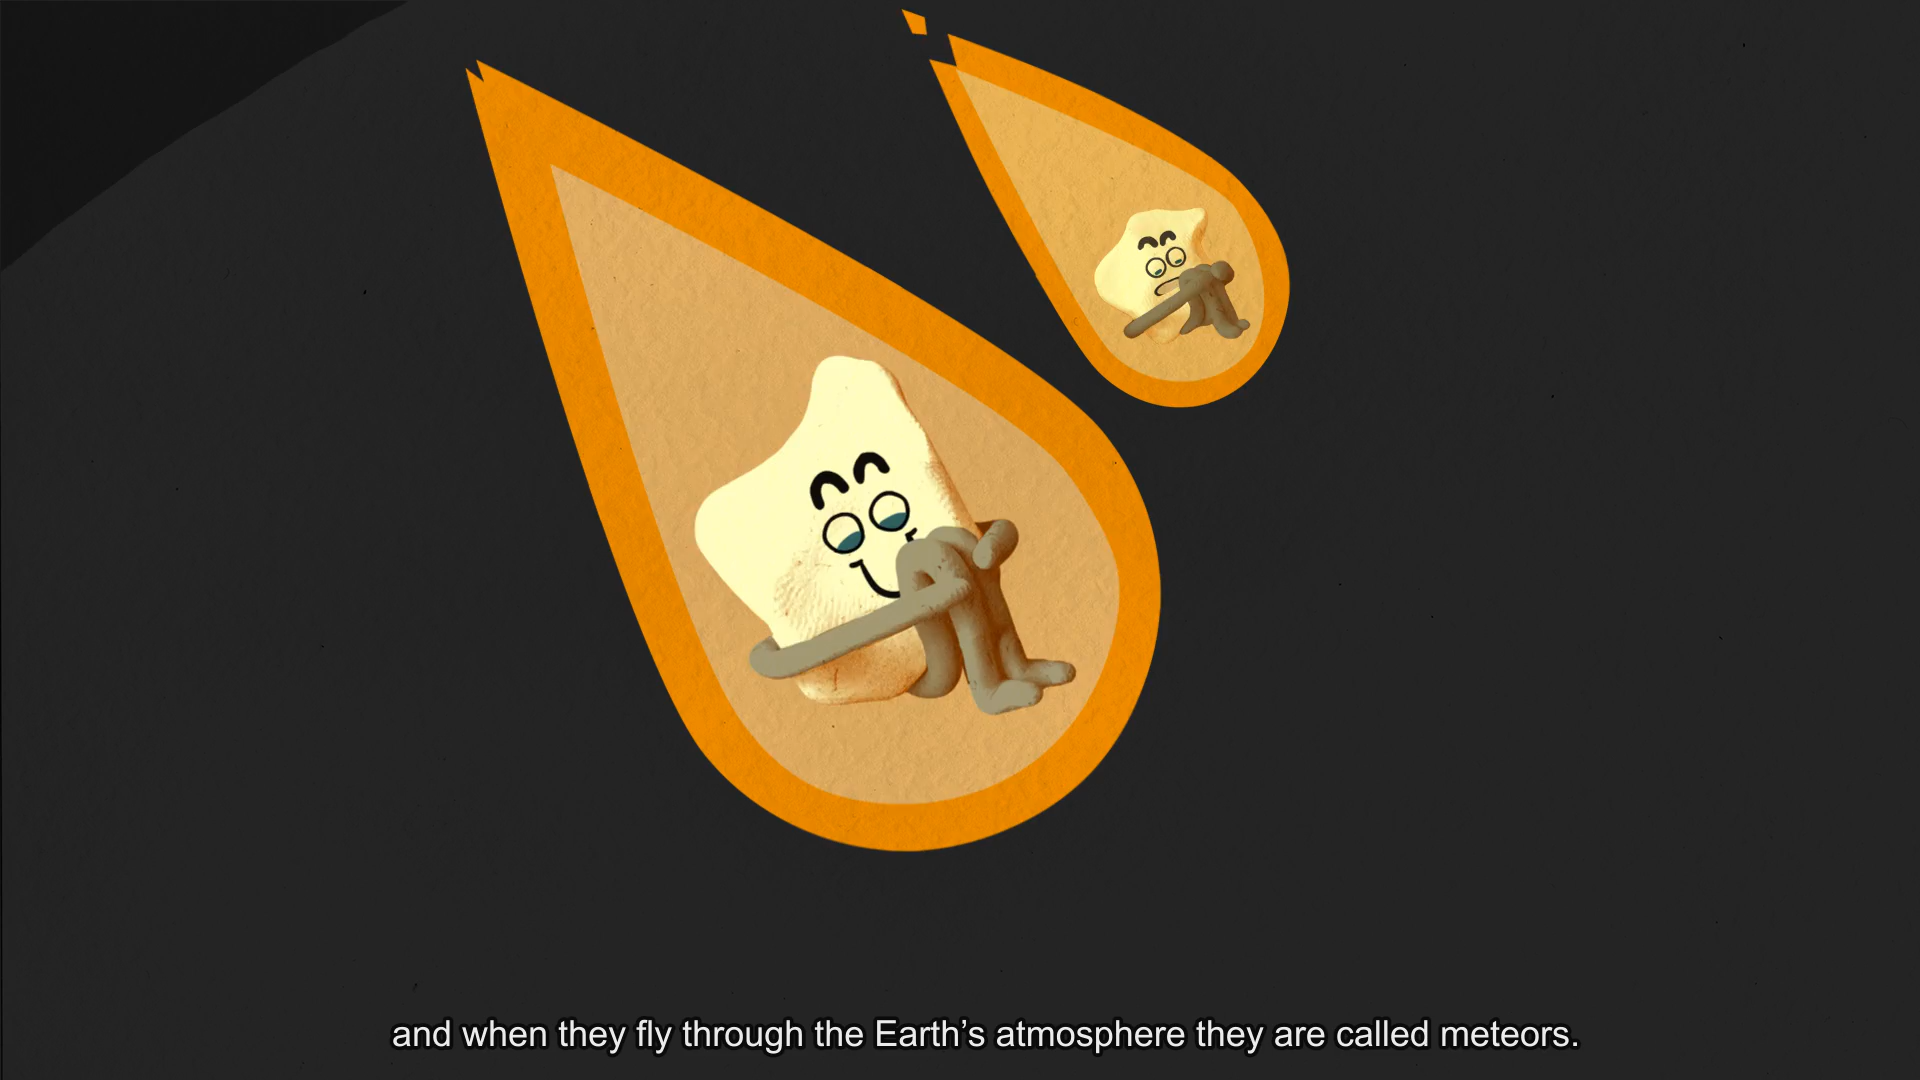 and when they fly through the Earth’s atmosphere they are called meteors.